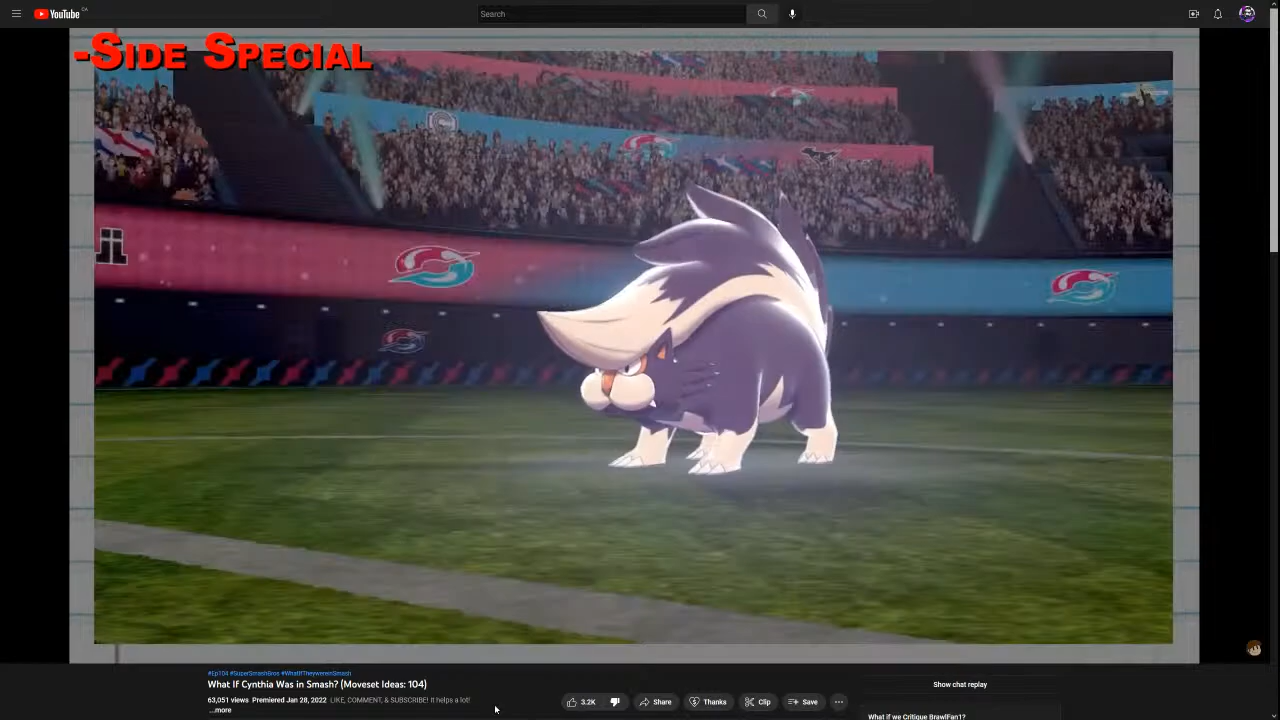 YouTube CA
Search
-Side Special
#Ep104 #SuperSmashBros #WhatIfTheywereinSmash
What If Cynthia Was in Smash? (Moveset Ideas: 104)
63,051 views Premiered Jan 28, 2022 LIKE, COMMENT, & SUBSCRIBE! It helps a lot!
...more
3.2K
Share
Thanks
Clip
Save
Show chat replay
What if we Critique BrawlFan1?